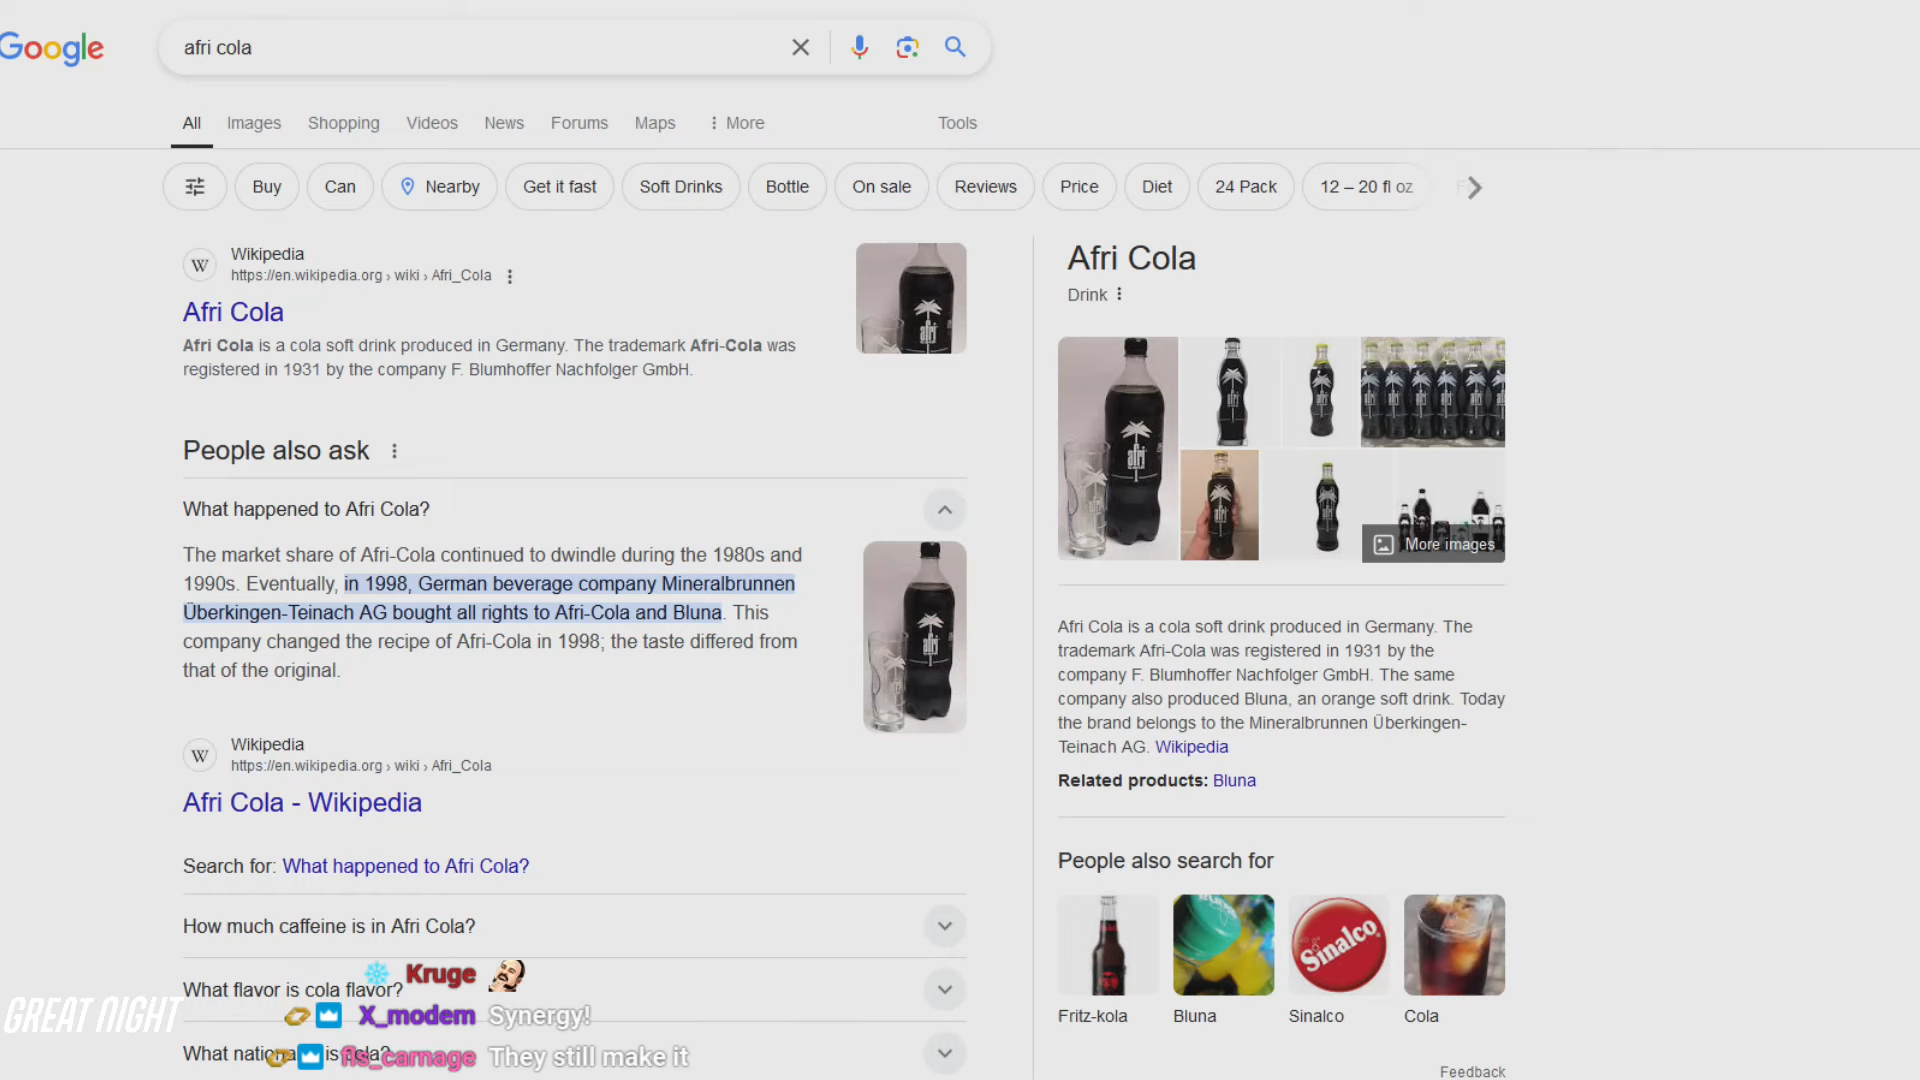 Google
afri cola
All Images Shopping Videos News Forums Maps More Tools
Buy Can Nearby Get it fast Soft Drinks Bottle On sale Reviews Price Diet 24 Pack 12 – 20 fl oz
W
Wikipedia
https://en.wikipedia.org › wiki › Afri_Cola
Afri Cola
Afri Cola is a cola soft drink produced in Germany. The trademark Afri-Cola was
registered in 1931 by the company F. Blumhoffer Nachfolger GmbH.
afri
People also ask
What happened to Afri Cola?
The market share of Afri-Cola continued to dwindle during the 1980s and
1990s. Eventually, in 1998, German beverage company Mineralbrunnen
Überkingen-Teinach AG bought all rights to Afri-Cola and Bluna. This
company changed the recipe of Afri-Cola in 1998; the taste differed from
that of the original.
afri
W
Wikipedia
https://en.wikipedia.org › wiki › Afri_Cola
Afri Cola - Wikipedia
Search for: What happened to Afri Cola?
How much caffeine is in Afri Cola?
What flavor is cola flavor?
Kruge
GREAT NIGHT
X_modem Synergy!
fls_carnage They still make it
Afri Cola
Drink
afri
afri
afri
afri
afri
More images
Afri Cola is a cola soft drink produced in Germany. The
trademark Afri-Cola was registered in 1931 by the
company F. Blumhoffer Nachfolger GmbH. The same
company also produced Bluna, an orange soft drink. Today
the brand belongs to the Mineralbrunnen Überkingen-
Teinach AG. Wikipedia
Related products: Bluna
People also search for
Sinalco
Fritz-kola Bluna Sinalco Cola
Feedback